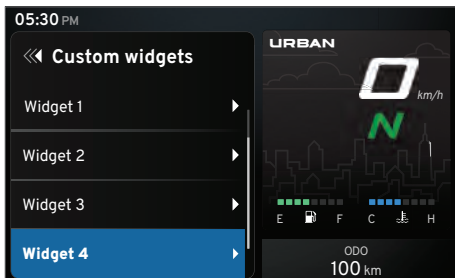 05:30 PM
Custom widgets
Widget 1
Widget 2
Widget 3
Widget 4
URBAN
0 km/h
N
E F C H
ODO
100 km